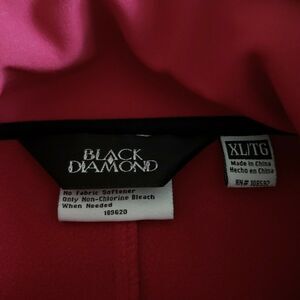 BLACK
DIAMOND
XL/TG
Made in China
Hecho en China
RN# 108592
No Fabric Softener
Only Non-Chlorine Bleach
When Needed
189620